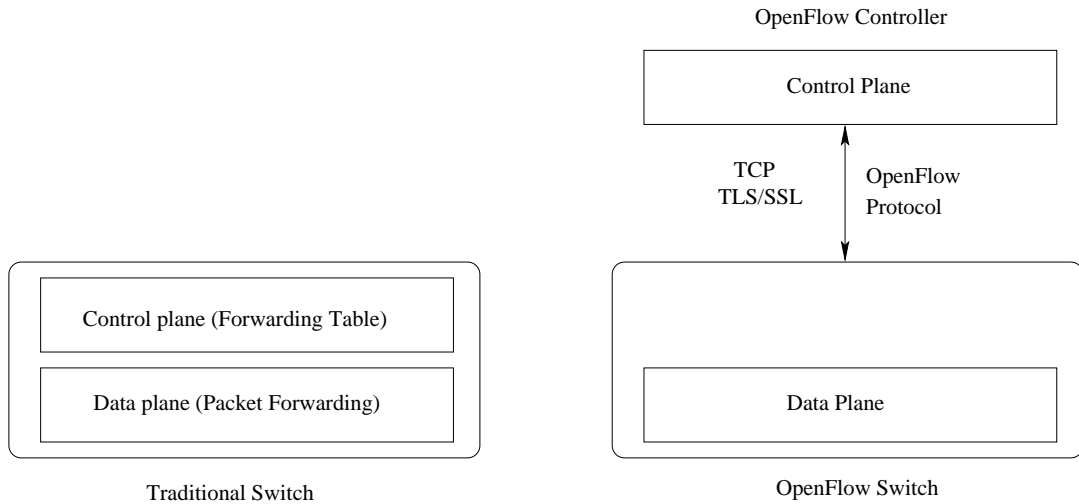 OpenFlow Controller
Control Plane
TCP
TLS/SSL
OpenFlow
Protocol
Control plane (Forwarding Table)
Data plane (Packet Forwarding)
Data Plane
Traditional Switch
OpenFlow Switch